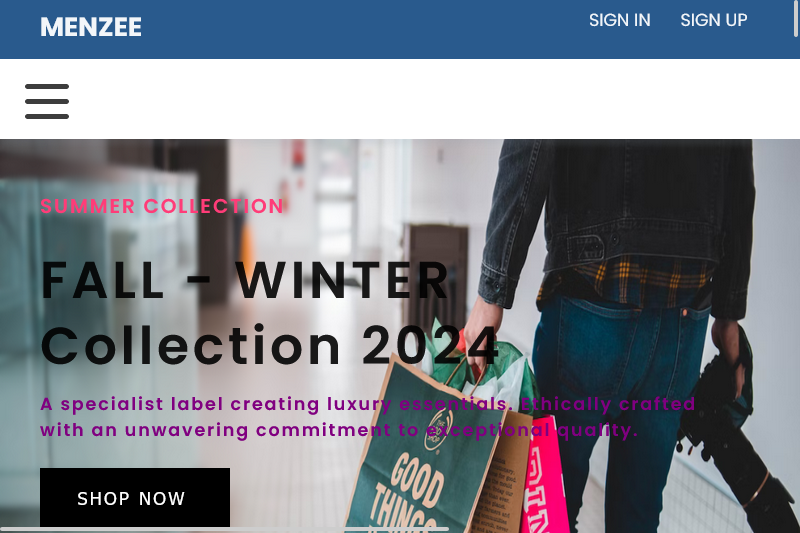 MENZEE
SIGN IN
SIGN UP
SUMMER COLLECTION
FALL - WINTER
Collection 2024
A specialist label creating luxury essentials. Ethically crafted
with an unwavering commitment to exceptional quality.
SHOP NOW
GOOD
THINGS